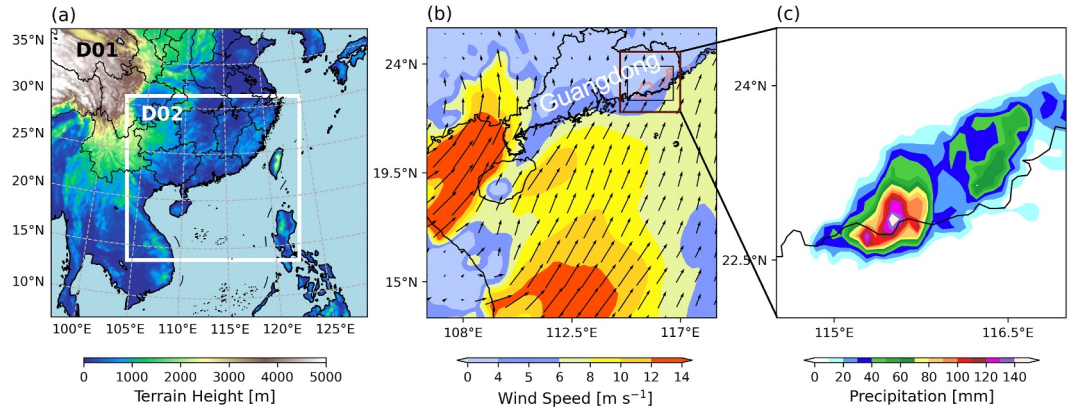 (a)
(b)
(c)
D01
D02
35°N
30°N
25°N
20°N
15°N
10°N
100°E 105°E 110°E 115°E 120°E 125°E
0 1000 2000 3000 4000 5000
Terrain Height [m]
Guangdong
24°N
19.5°N
15°N
108°E 112.5°E 117°E
0 4 5 6 8 10 12 14
Wind Speed [m s⁻¹]
24°N
22.5°N
115°E 116.5°E
0 20 40 60 80 100 120 140
Precipitation [mm]